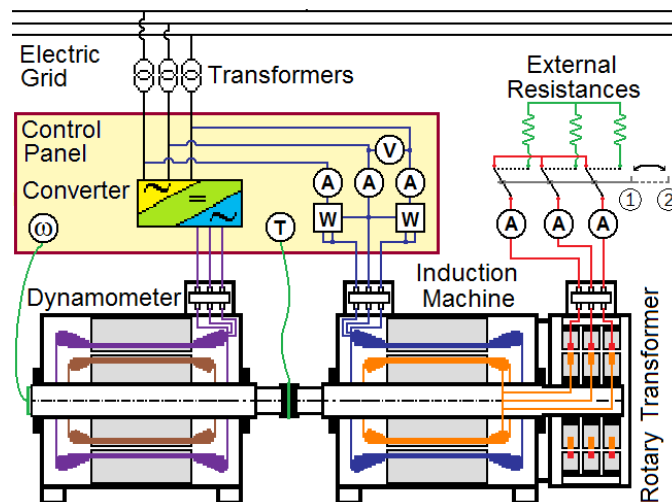 Electric
Grid
Transformers
External
Resistances
Control
Panel
V
Converter
A A A
1 2
= 
W W
ω
T
A A A
Dynamometer
Induction
Machine
Rotary Transformer